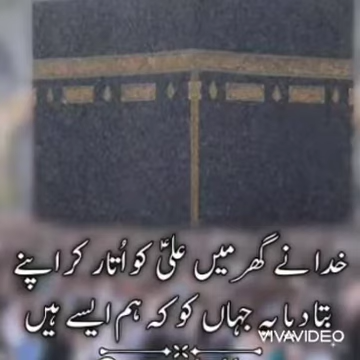 خدا نے گھر میں علیؑ کو اُتار کر اپنے
بتا دیا یہ جہاں کو کہ ہم ایسے ہیں
VIVAVIDEO